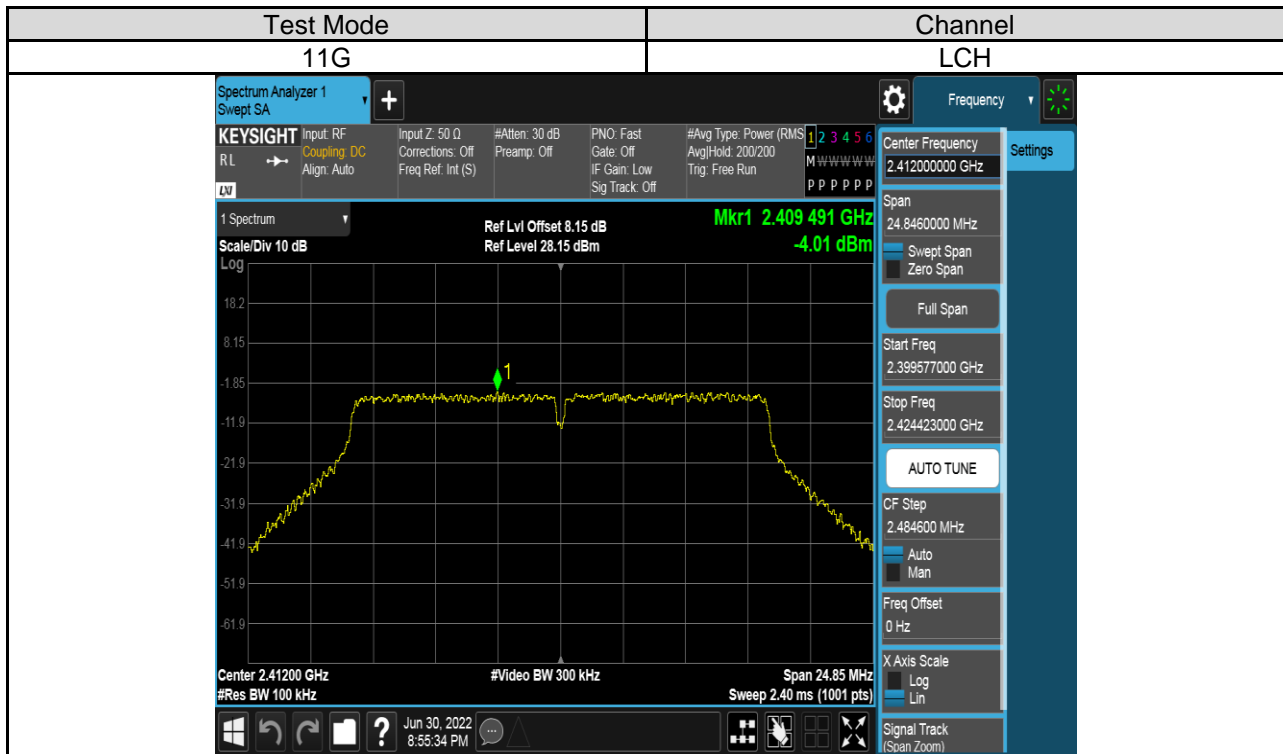 Test Mode Channel
11G LCH
Spectrum Analyzer 1
Swept SA
+
Frequency
KEYSIGHT
RL
LXI
Input: RF
Coupling: DC
Align: Auto
Input Z: 50 Ω
Corrections: Off
Freq Ref: Int (S)
#Atten: 30 dB
Preamp: Off
PNO: Fast
Gate: Off
IF Gain: Low
Sig Track: Off
#Avg Type: Power (RMS
Avg|Hold: 200/200
Trig: Free Run
1 2 3 4 5 6
M W W W W W
P P P P P P
1 Spectrum
Scale/Div 10 dB
Ref Lvl Offset 8.15 dB
Ref Level 28.15 dBm
Mkr1 2.409 491 GHz
-4.01 dBm
Log
18.2
8.15
-1.85
-11.9
-21.9
-31.9
-41.9
-51.9
-61.9
1
Center 2.41200 GHz
#Res BW 100 kHz
#Video BW 300 kHz
Span 24.85 MHz
Sweep 2.40 ms (1001 pts)
Center Frequency
2.412000000 GHz
Settings
Span
24.8460000 MHz
Swept Span
Zero Span
Full Span
Start Freq
2.399577000 GHz
Stop Freq
2.424423000 GHz
AUTO TUNE
CF Step
2.484600 MHz
Auto
Man
Freq Offset
0 Hz
X Axis Scale
Log
Lin
Signal Track
(Span Zoom)
?
Jun 30, 2022
8:55:34 PM